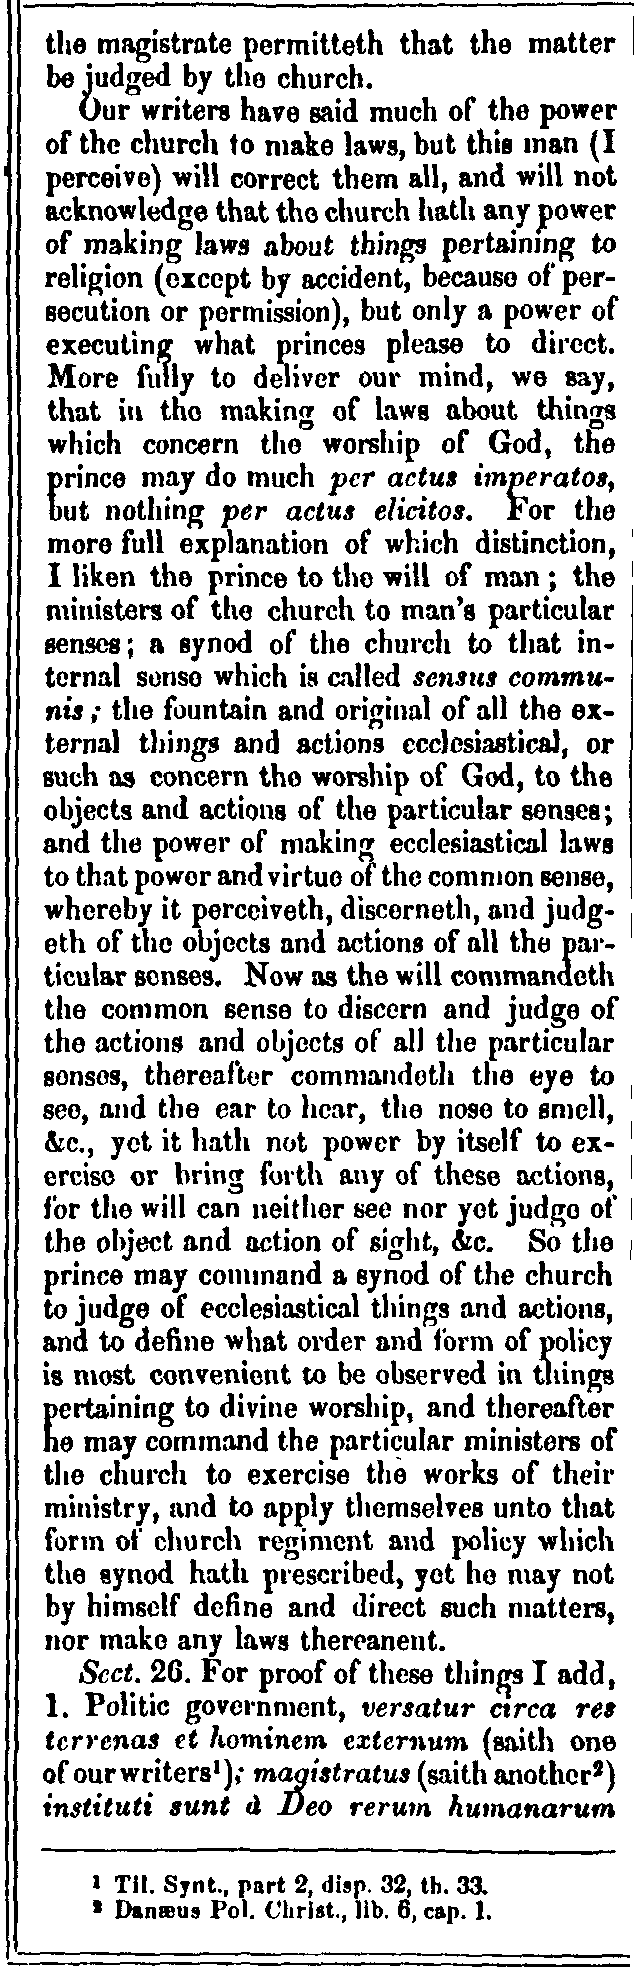 the magistrate permitteth that the matter
be judged by the church.
Our writers have said much of the power
of the church to make laws, but this man (I
perceive) will correct them all, and will not
acknowledge that the church hath any power
of making laws about things pertaining to
religion (except by accident, because of per-
secution or permission), but only a power of
executing what princes please to direct.
More fully to deliver our mind, we say,
that in the making of laws about things
which concern the worship of God, the
prince may do much per actus imperatos,
but nothing per actus elicitos. For the
more full explanation of which distinction,
I liken the prince to the will of man; the
ministers of the church to man's particular
senses; a synod of the church to that in-
ternal sense which is called sensus commu-
nis; the fountain and original of all the ex-
ternal things and actions ecclesiastical, or
such as concern the worship of God, to the
objects and actions of the particular senses;
and the power of making ecclesiastical laws
to that power and virtue of the common sense,
whereby it perceiveth, discerneth, and judg-
eth of the objects and actions of all the par-
ticular senses. Now as the will commandeth
the common sense to discern and judge of
the actions and objects of all the particular
senses, thereafter commandeth the eye to
see, and the ear to hear, the nose to smell,
&c., yet it hath not power by itself to ex-
ercise or bring forth any of these actions,
for the will can neither see nor yet judge of
the object and action of sight, &c. So the
prince may command a synod of the church
to judge of ecclesiastical things and actions,
and to define what order and form of policy
is most convenient to be observed in things
pertaining to divine worship, and thereafter
he may command the particular ministers of
the church to exercise the works of their
ministry, and to apply themselves unto that
form of church regiment and policy which
the synod hath prescribed, yet he may not
by himself define and direct such matters,
nor make any laws thereanent.
Sect. 26. For proof of these things I add,
1. Politic government, versatur circa res
terrenas et hominem externum (saith one
of our writers¹); magistratus (saith another²)
instituti sunt à Deo rerum humanarum
¹ Til. Synt., part 2, disp. 32, th. 33.
² Danæus Pol. Christ., lib. 6, cap. 1.